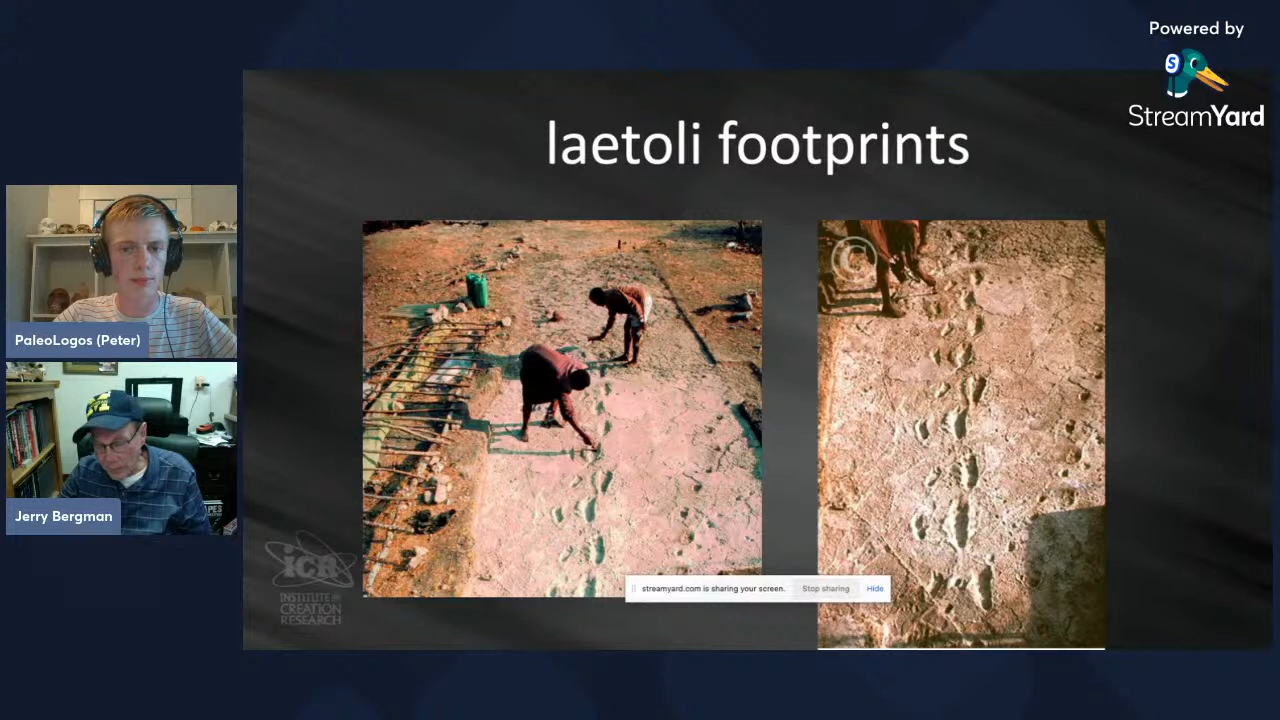 Powered by
StreamYard
laetoli footprints
PaleoLogos (Peter)
Jerry Bergman
APES
©
ICR
INSTITUTE for
CREATION
RESEARCH
streamyard.com is sharing your screen.
Stop sharing
Hide